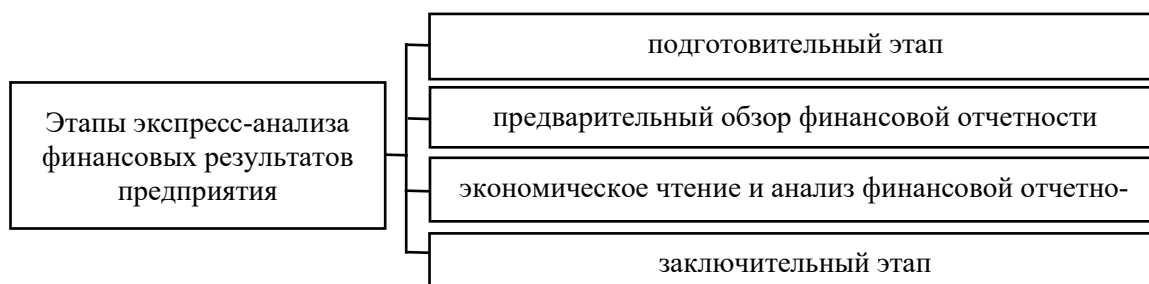 Этапы экспресс-анализа
финансовых результатов
предприятия
подготовительный этап
предварительный обзор финансовой отчетности
экономическое чтение и анализ финансовой отчетно-
заключительный этап